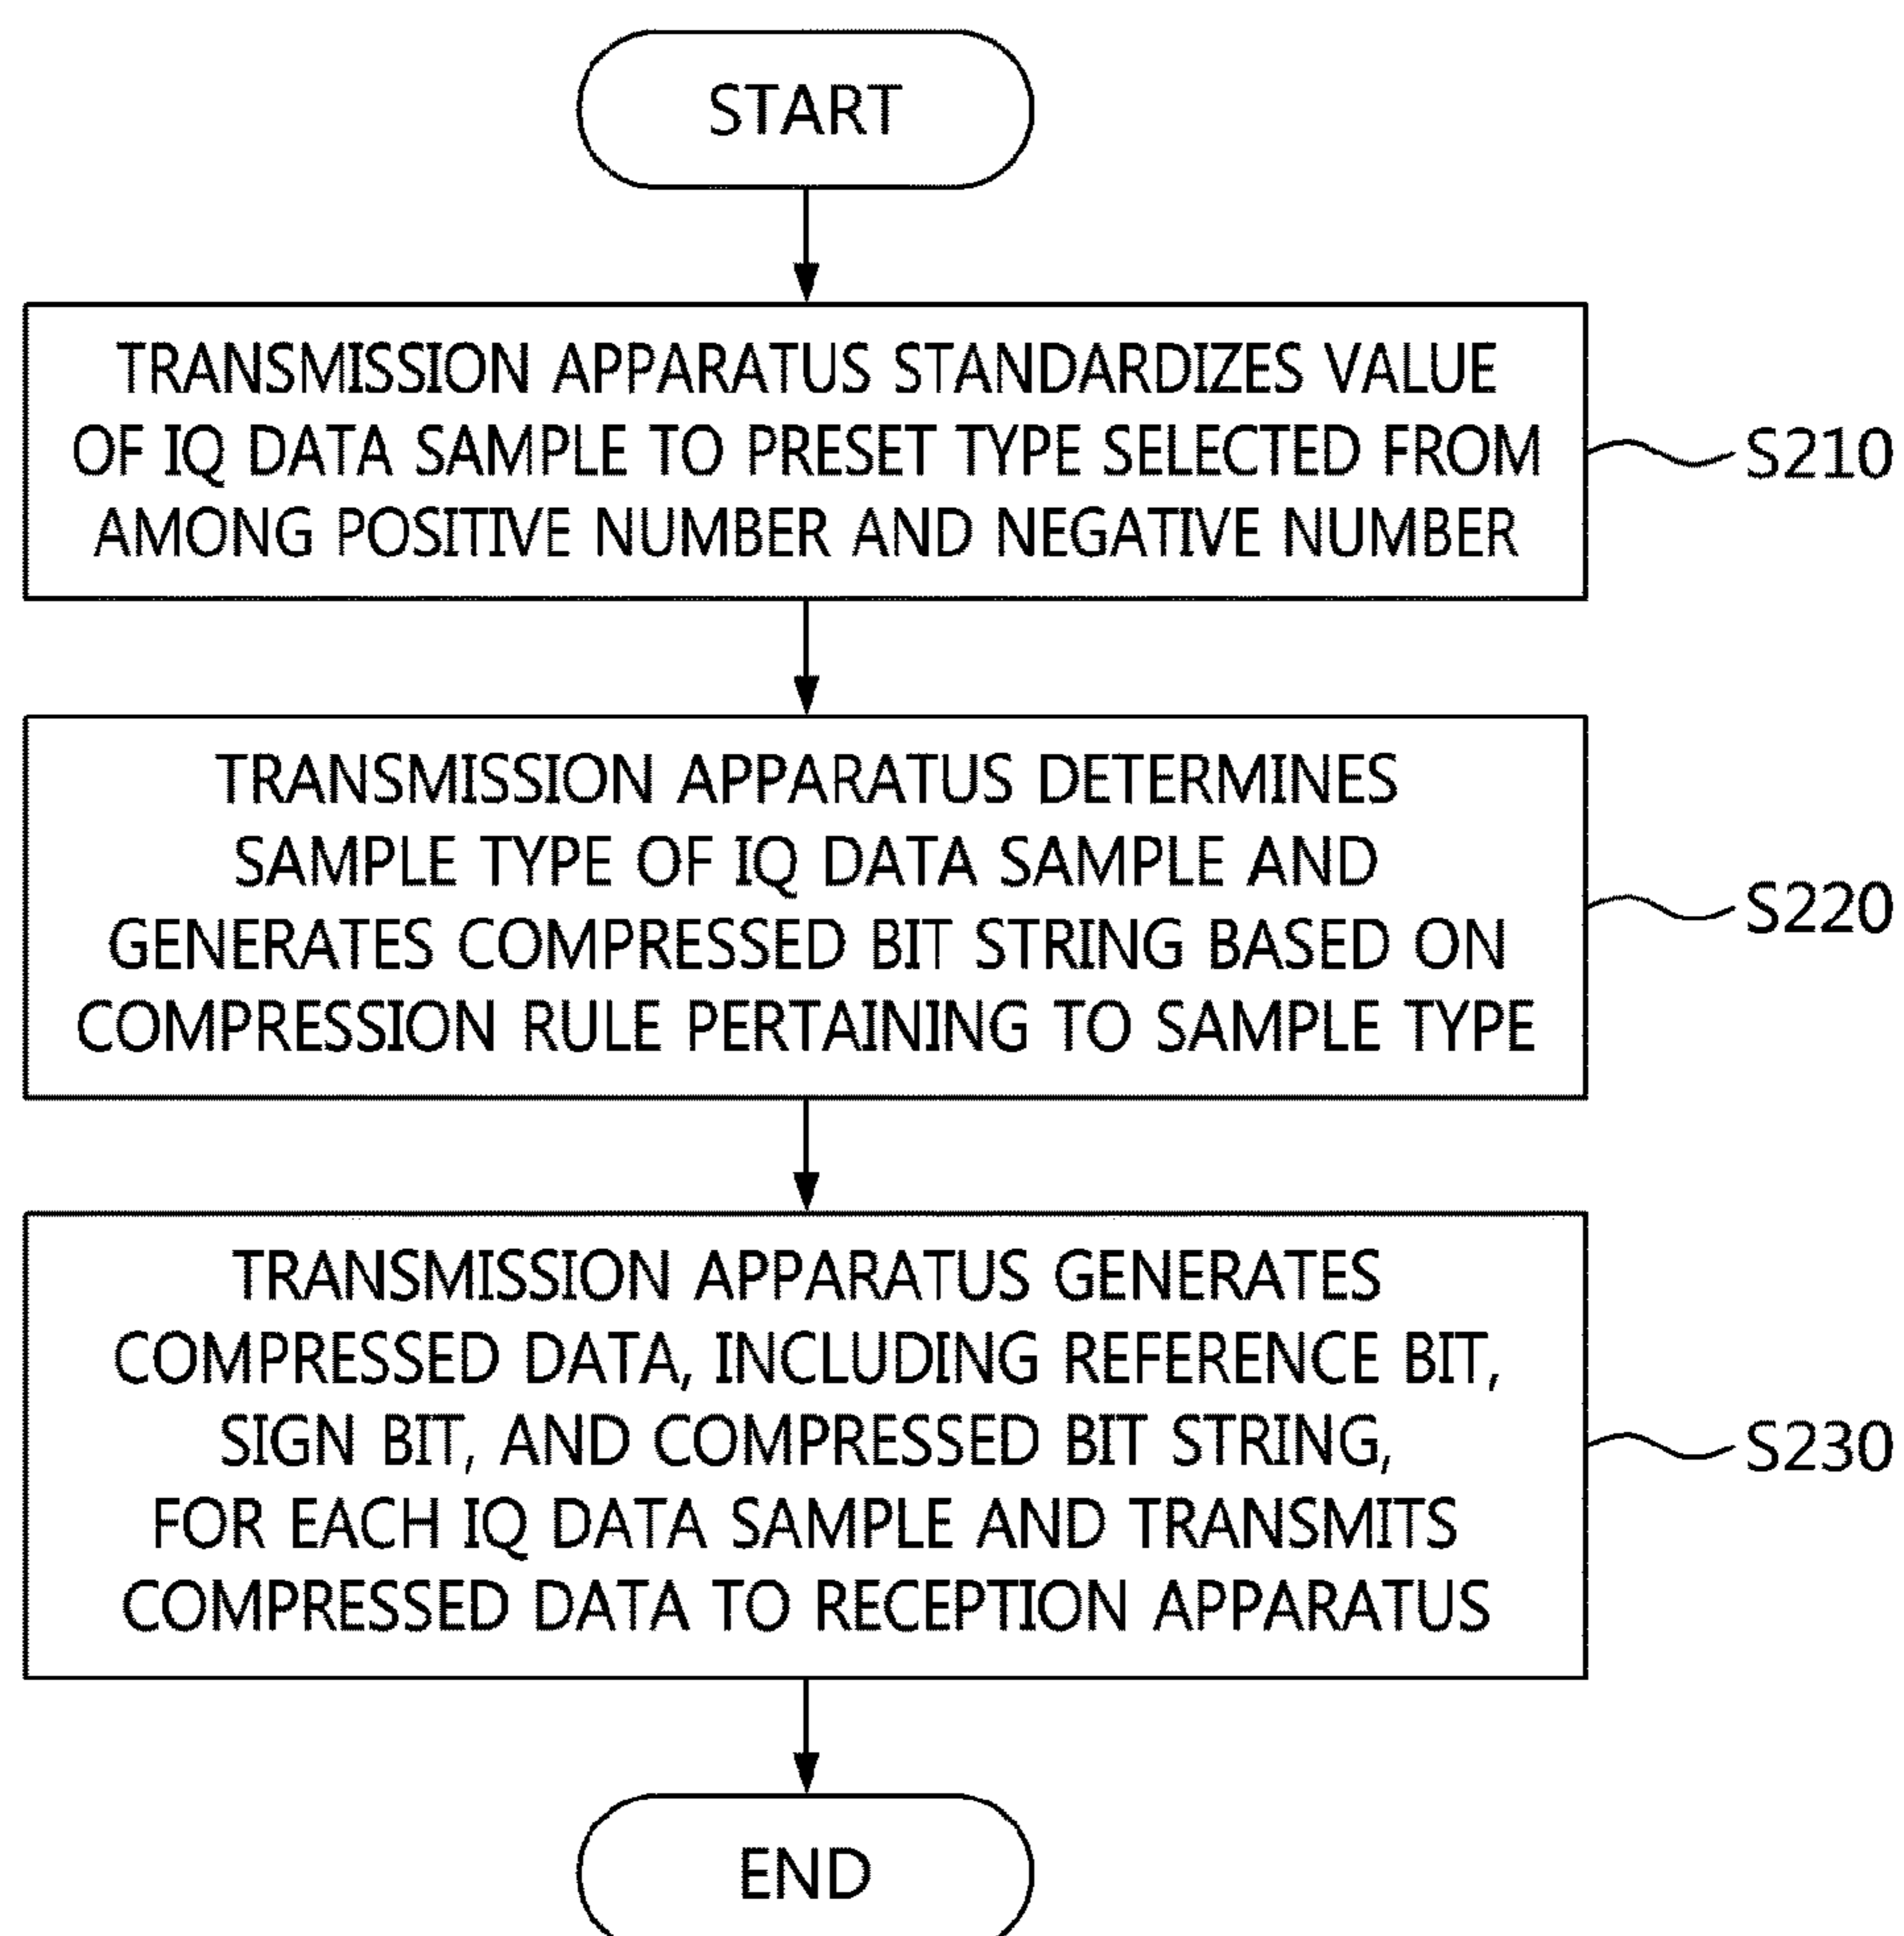 START
TRANSMISSION APPARATUS STANDARDIZES VALUE
OF IQ DATA SAMPLE TO PRESET TYPE SELECTED FROM
AMONG POSITIVE NUMBER AND NEGATIVE NUMBER
S210
TRANSMISSION APPARATUS DETERMINES
SAMPLE TYPE OF IQ DATA SAMPLE AND
GENERATES COMPRESSED BIT STRING BASED ON
COMPRESSION RULE PERTAINING TO SAMPLE TYPE
S220
TRANSMISSION APPARATUS GENERATES
COMPRESSED DATA, INCLUDING REFERENCE BIT,
SIGN BIT, AND COMPRESSED BIT STRING,
FOR EACH IQ DATA SAMPLE AND TRANSMITS
COMPRESSED DATA TO RECEPTION APPARATUS
S230
END